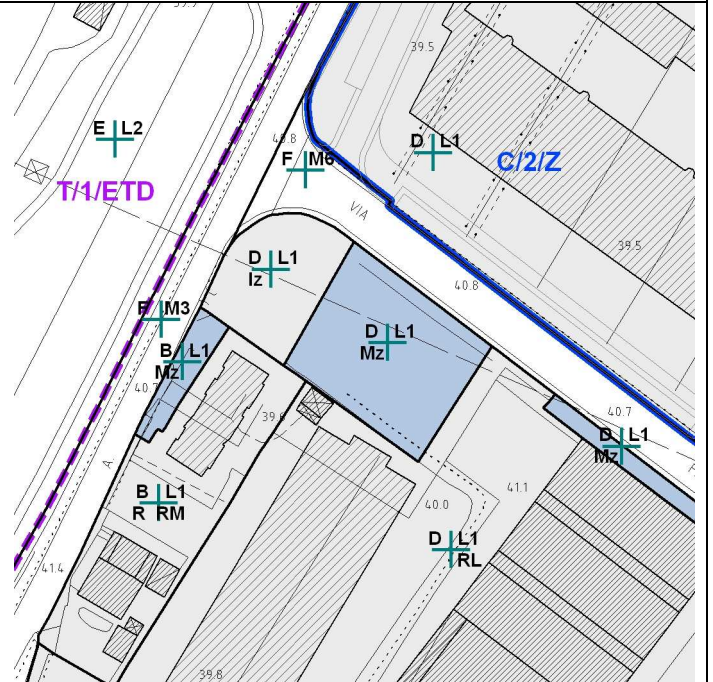 39.5
E L2
40.8
F M6
D L1
C/2/Z
T/1/ETD
VIA
39.5
D L1
Iz
40.8
F M3
D L1
Mz
B L1
Mz
40.7
40.7
D L1
Mz
A.
B L1
R RM
41.1
40.0
D L1
RL
41.4
39.8